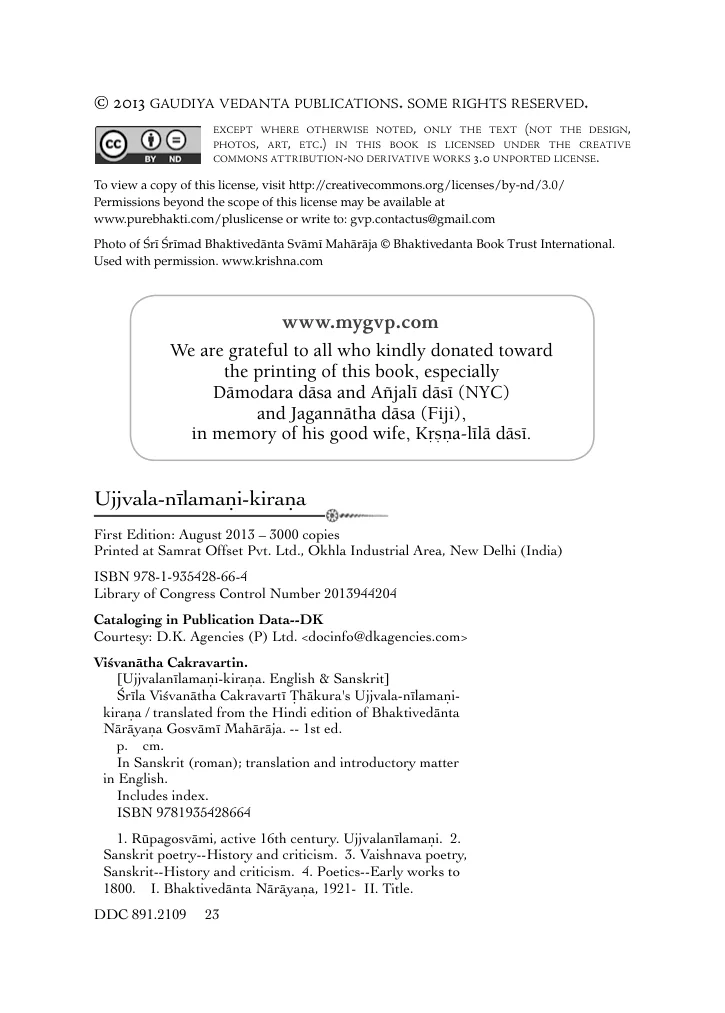 © 2013 GAUDIYA VEDANTA PUBLICATIONS. SOME RIGHTS RESERVED.
EXCEPT WHERE OTHERWISE NOTED, ONLY THE TEXT (NOT THE DESIGN,
PHOTOS, ART, ETC.) IN THIS BOOK IS LICENSED UNDER THE CREATIVE
COMMONS ATTRIBUTION-NO DERIVATIVE WORKS 3.0 UNPORTED LICENSE.
cc BY ND
To view a copy of this license, visit http://creativecommons.org/licenses/by-nd/3.0/
Permissions beyond the scope of this license may be available at
www.purebhakti.com/pluslicense or write to: gvp.contactus@gmail.com
Photo of Śrī Śrīmad Bhaktivedānta Svāmī Mahārāja © Bhaktivedanta Book Trust International.
Used with permission. www.krishna.com
www.mygvp.com
We are grateful to all who kindly donated toward
the printing of this book, especially
Dāmodara dāsa and Añjalī dāsī (NYC)
and Jagannātha dāsa (Fiji),
in memory of his good wife, Kṛṣṇa-līlā dāsī.
Ujjvala-nīlamaṇi-kiraṇa
First Edition: August 2013 – 3000 copies
Printed at Samrat Offset Pvt. Ltd., Okhla Industrial Area, New Delhi (India)
ISBN 978-1-935428-66-4
Library of Congress Control Number 2013944204
Cataloging in Publication Data--DK
Courtesy: D.K. Agencies (P) Ltd. <docinfo@dkagencies.com>
Viśvanātha Cakravartin.
[Ujjvalanīlamaṇi-kiraṇa. English & Sanskrit]
Śrīla Viśvanātha Cakravartī Ṭhākura's Ujjvala-nīlamaṇi-
kiraṇa / translated from the Hindi edition of Bhaktivedānta
Nārāyaṇa Gosvāmī Mahārāja. -- 1st ed.
p. cm.
In Sanskrit (roman); translation and introductory matter
in English.
Includes index.
ISBN 9781935428664
1. Rūpagosvāmi, active 16th century. Ujjvalanīlamaṇi. 2.
Sanskrit poetry--History and criticism. 3. Vaishnava poetry,
Sanskrit--History and criticism. 4. Poetics--Early works to
1800. I. Bhaktivedānta Nārāyaṇa, 1921- II. Title.
DDC 891.2109 23